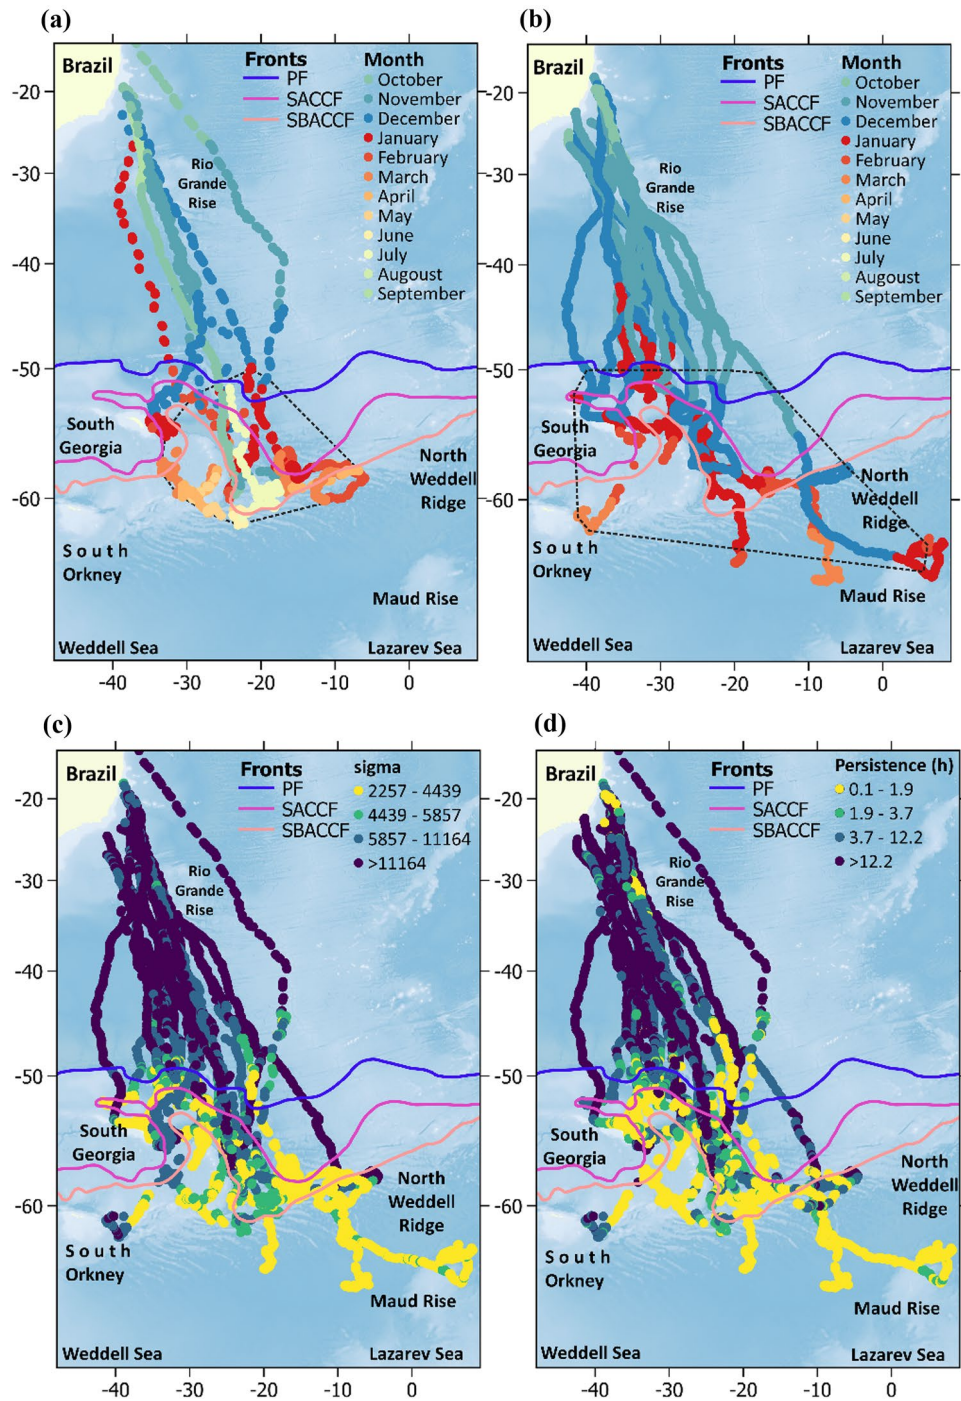 (a)
Brazil
Fronts
PF
SACCF
SBACCF
Month
October
November
December
January
February
March
April
May
June
July
Augoust
September
Rio
Grande
Rise
South
Georgia
North
Weddell
Ridge
South
Orkney
Maud Rise
Weddell Sea
Lazarev Sea
-20
-30
-40
-50
-60
-40
-30
-20
-10
0
(b)
Brazil
Fronts
PF
SACCF
SBACCF
Month
October
November
December
January
February
March
April
May
June
July
Augoust
September
Rio
Grande
Rise
South
Georgia
North
Weddell
Ridge
South
Orkney
Maud Rise
Weddell Sea
Lazarev Sea
-20
-30
-40
-50
-60
-40
-30
-20
-10
0
(c)
Brazil
Fronts
PF
SACCF
SBACCF
sigma
2257 - 4439
4439 - 5857
5857 - 11164
>11164
Rio
Grande
Rise
South
Georgia
North
Weddell
Ridge
South
Orkney
Maud Rise
Weddell Sea
Lazarev Sea
-20
-30
-40
-50
-60
-40
-30
-20
-10
0
(d)
Brazil
Fronts
PF
SACCF
SBACCF
Persistence (h)
0.1 - 1.9
1.9 - 3.7
3.7 - 12.2
>12.2
Rio
Grande
Rise
South
Georgia
North
Weddell
Ridge
South
Orkney
Maud Rise
Weddell Sea
Lazarev Sea
-20
-30
-40
-50
-60
-40
-30
-20
-10
0